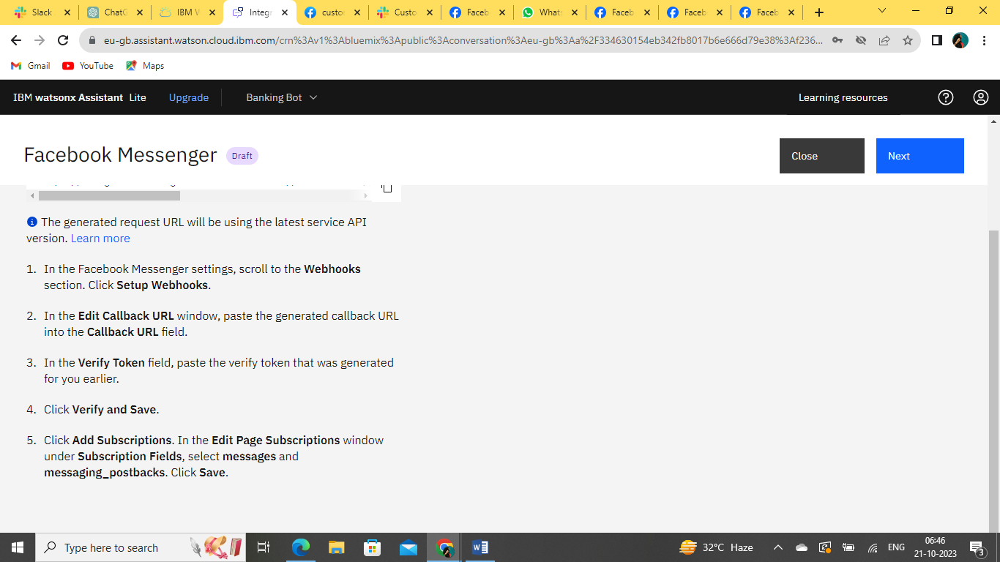 Slack
ChatG
IBM W
Integr
custo
Custo
Faceb
Whats
Faceb
Faceb
Faceb
eu-gb.assistant.watson.cloud.ibm.com/crn%3Av1%3Abluemix%3Apublic%3Aconversation%3Aeu-gb%3Aa%2F334630154eb342fb8017b6e666d79e38%3Af236...
Gmail YouTube Maps
IBM watsonx Assistant Lite Upgrade Banking Bot Learning resources
Facebook Messenger Draft Close Next
The generated request URL will be using the latest service API
version. Learn more
1. In the Facebook Messenger settings, scroll to the Webhooks
section. Click Setup Webhooks.
2. In the Edit Callback URL window, paste the generated callback URL
into the Callback URL field.
3. In the Verify Token field, paste the verify token that was generated
for you earlier.
4. Click Verify and Save.
5. Click Add Subscriptions. In the Edit Page Subscriptions window
under Subscription Fields, select messages and
messaging_postbacks. Click Save.
Type here to search
32°C Haze
ENG
06:46
21-10-2023
3